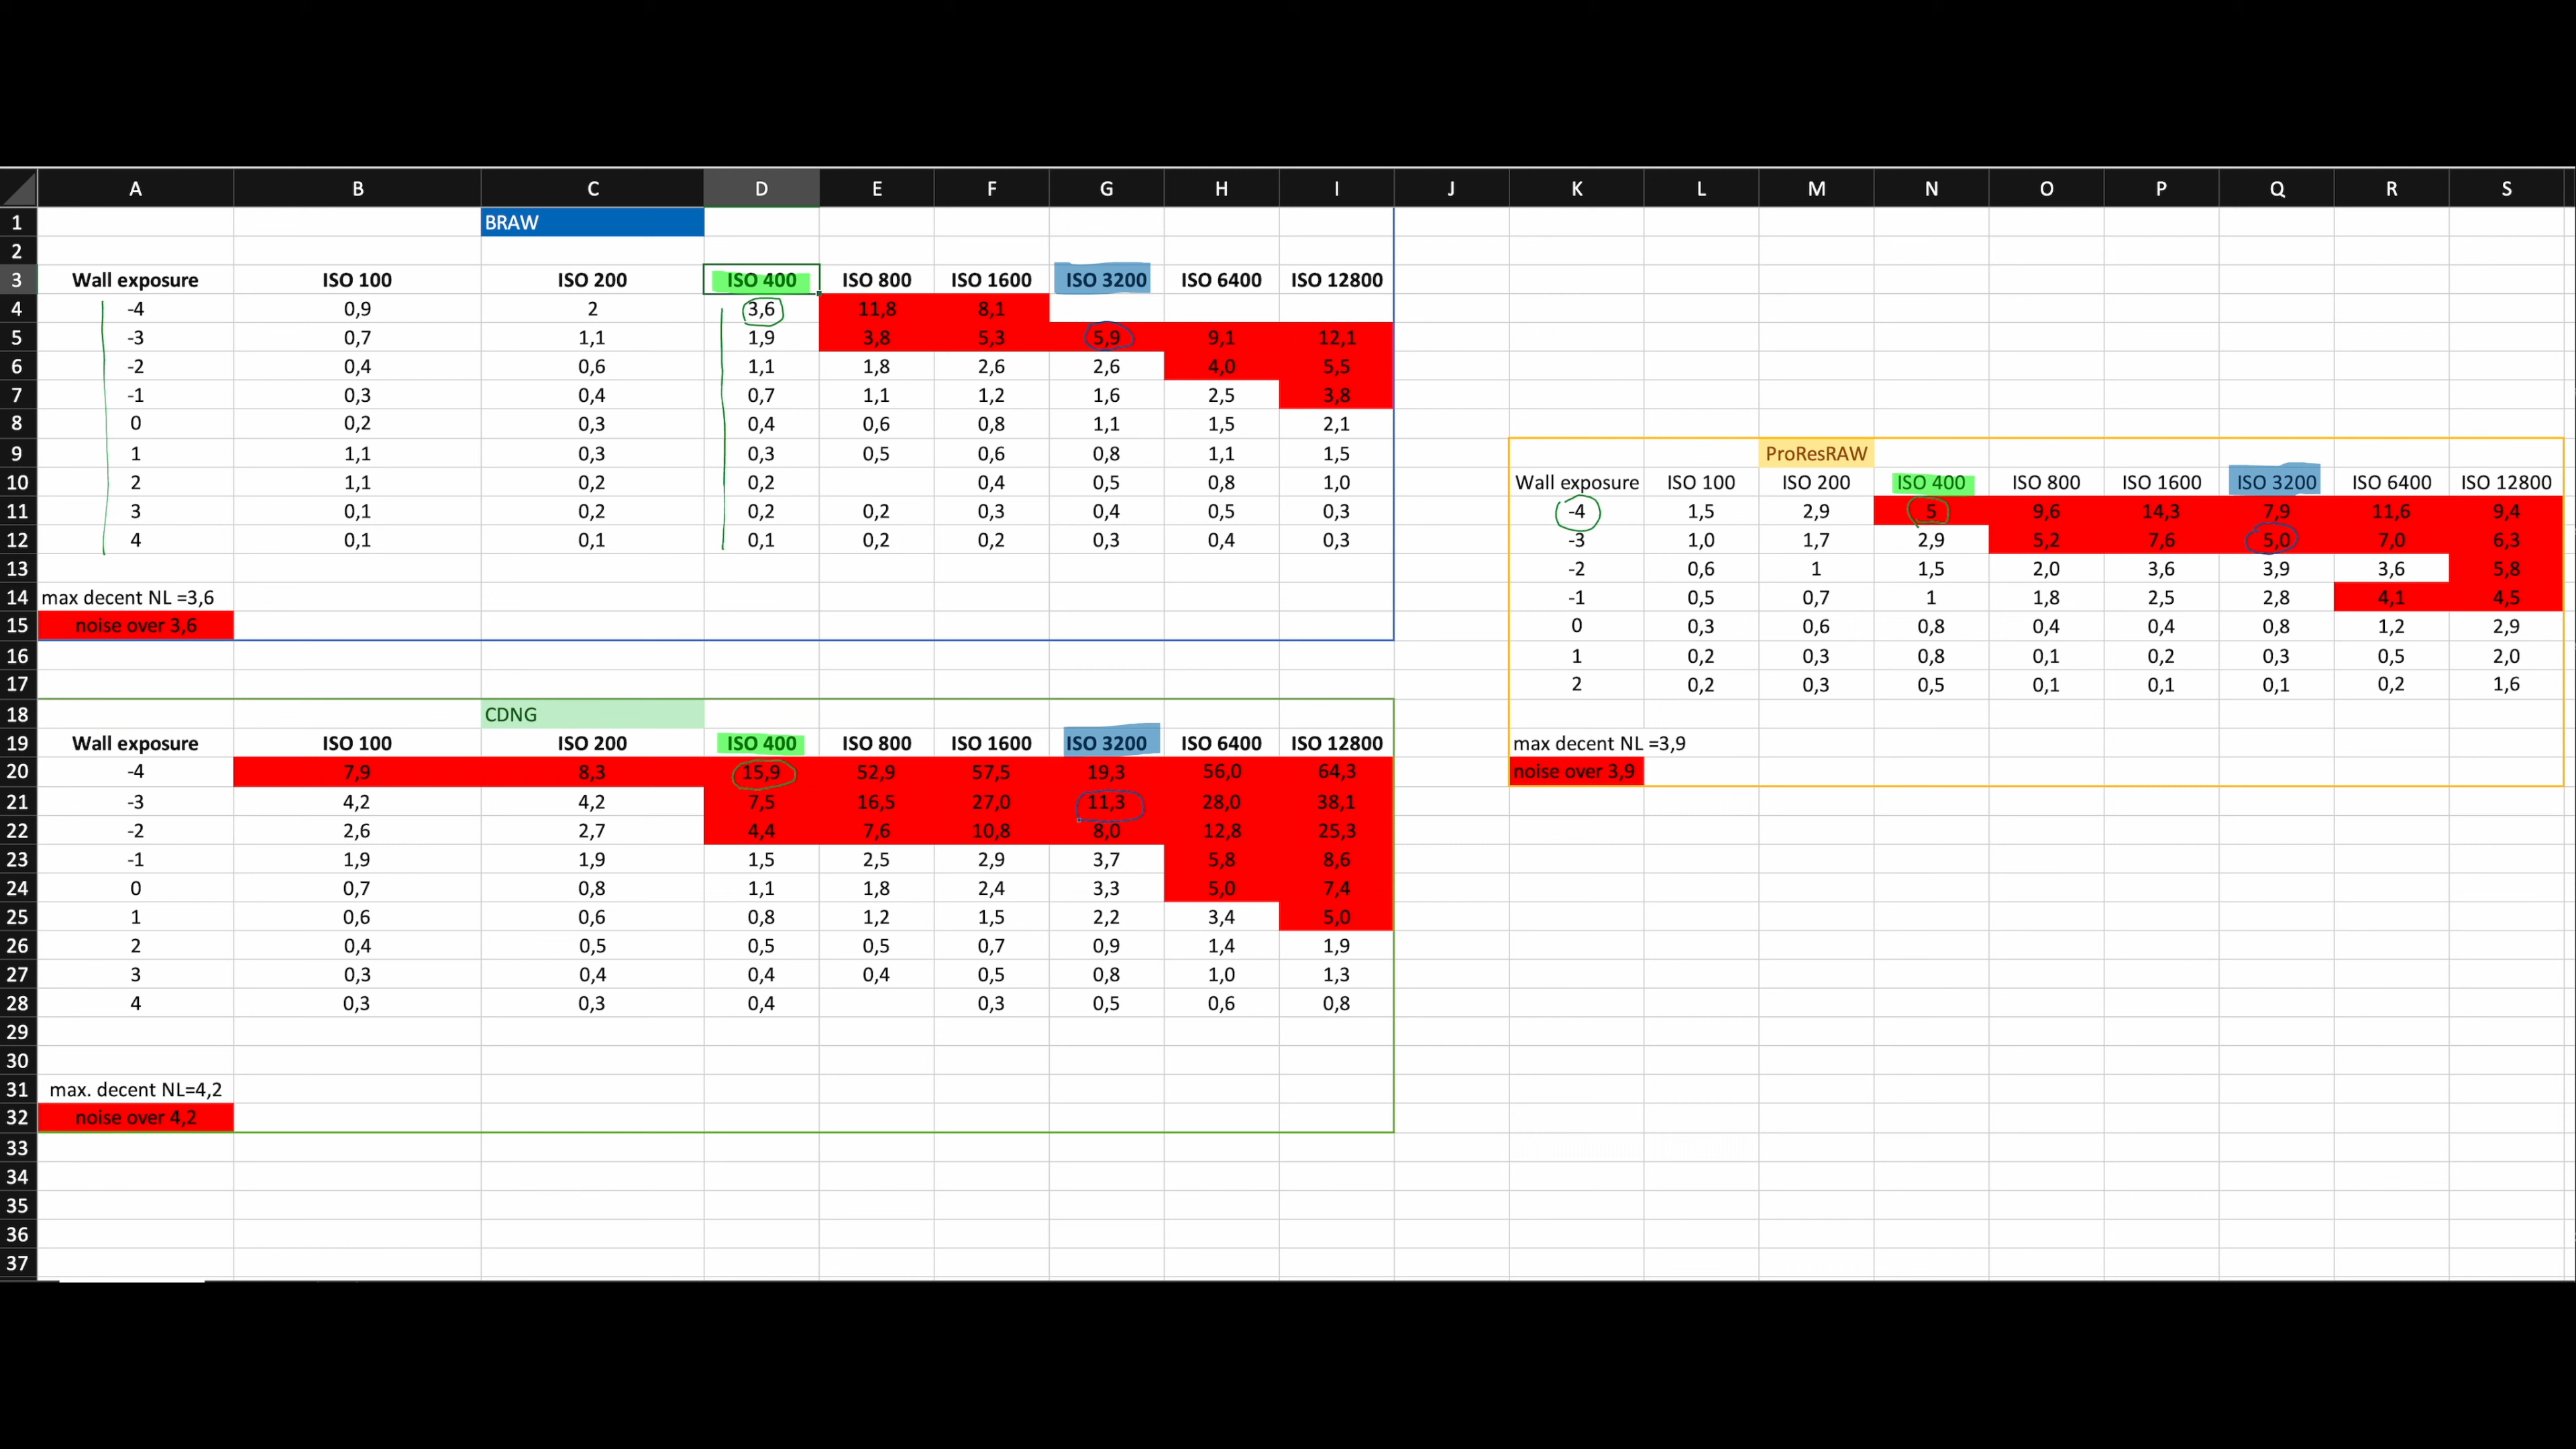 A B C D E F G H I J K L M N O P Q R S
1 BRAW
2
3 Wall exposure ISO 100 ISO 200 ISO 400 ISO 800 ISO 1600 ISO 3200 ISO 6400 ISO 12800
4 -4 0,9 2 3,6 11,8 8,1
5 -3 0,7 1,1 1,9 3,8 5,3 5,9 9,1 12,1
6 -2 0,4 0,6 1,1 1,8 2,6 2,6 4,0 5,5
7 -1 0,3 0,4 0,7 1,1 1,2 1,6 2,5 3,8
8 0 0,2 0,3 0,4 0,6 0,8 1,1 1,5 2,1
9 1 1,1 0,3 0,3 0,5 0,6 0,8 1,1 1,5 ProResRAW
10 2 1,1 0,2 0,2 0,4 0,5 0,8 1,0 Wall exposure ISO 100 ISO 200 ISO 400 ISO 800 ISO 1600 ISO 3200 ISO 6400 ISO 12800
11 3 0,1 0,2 0,2 0,2 0,3 0,4 0,5 0,3 -4 1,5 2,9 5 9,6 14,3 7,9 11,6 9,4
12 4 0,1 0,1 0,1 0,2 0,2 0,3 0,4 0,3 -3 1,0 1,7 2,9 5,2 7,6 5,0 7,0 6,3
13 -2 0,6 1 1,5 2,0 3,6 3,9 3,6 5,8
14 max decent NL =3,6 -1 0,5 0,7 1 1,8 2,5 2,8 4,1 4,5
15 noise over 3,6 0 0,3 0,6 0,8 0,4 0,4 0,8 1,2 2,9
16 1 0,2 0,3 0,8 0,1 0,2 0,3 0,5 2,0
17 2 0,2 0,3 0,5 0,1 0,1 0,1 0,2 1,6
18 CDNG
19 Wall exposure ISO 100 ISO 200 ISO 400 ISO 800 ISO 1600 ISO 3200 ISO 6400 ISO 12800 max decent NL =3,9
20 -4 7,9 8,3 15,9 52,9 57,5 19,3 56,0 64,3 noise over 3,9
21 -3 4,2 4,2 7,5 16,5 27,0 11,3 28,0 38,1
22 -2 2,6 2,7 4,4 7,6 10,8 8,0 12,8 25,3
23 -1 1,9 1,9 1,5 2,5 2,9 3,7 5,8 8,6
24 0 0,7 0,8 1,1 1,8 2,4 3,3 5,0 7,4
25 1 0,6 0,6 0,8 1,2 1,5 2,2 3,4 5,0
26 2 0,4 0,5 0,5 0,5 0,7 0,9 1,4 1,9
27 3 0,3 0,4 0,4 0,4 0,5 0,8 1,0 1,3
28 4 0,3 0,3 0,4 0,3 0,5 0,6 0,8
29
30
31 max. decent NL=4,2
32 noise over 4,2
33
34
35
36
37